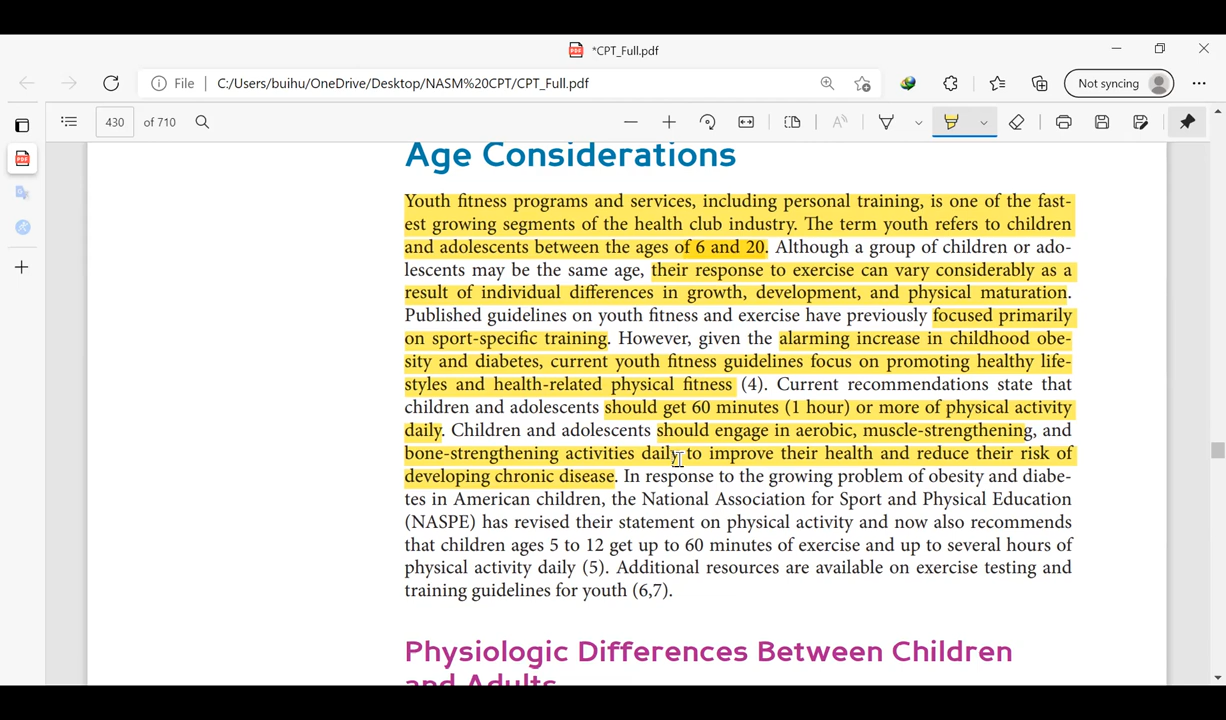 *CPT_Full.pdf
File | C:/Users/buihu/OneDrive/Desktop/NASM%20CPT/CPT_Full.pdf
Not syncing
430 of 710
Age Considerations
Youth fitness programs and services, including personal training, is one of the fast-
est growing segments of the health club industry. The term youth refers to children
and adolescents between the ages of 6 and 20. Although a group of children or ado-
lescents may be the same age, their response to exercise can vary considerably as a
result of individual differences in growth, development, and physical maturation.
Published guidelines on youth fitness and exercise have previously focused primarily
on sport-specific training. However, given the alarming increase in childhood obe-
sity and diabetes, current youth fitness guidelines focus on promoting healthy life-
styles and health-related physical fitness (4). Current recommendations state that
children and adolescents should get 60 minutes (1 hour) or more of physical activity
daily. Children and adolescents should engage in aerobic, muscle-strengthening, and
bone-strengthening activities daily to improve their health and reduce their risk of
developing chronic disease. In response to the growing problem of obesity and diabe-
tes in American children, the National Association for Sport and Physical Education
(NASPE) has revised their statement on physical activity and now also recommends
that children ages 5 to 12 get up to 60 minutes of exercise and up to several hours of
physical activity daily (5). Additional resources are available on exercise testing and
training guidelines for youth (6,7).
Physiologic Differences Between Children
and Adults